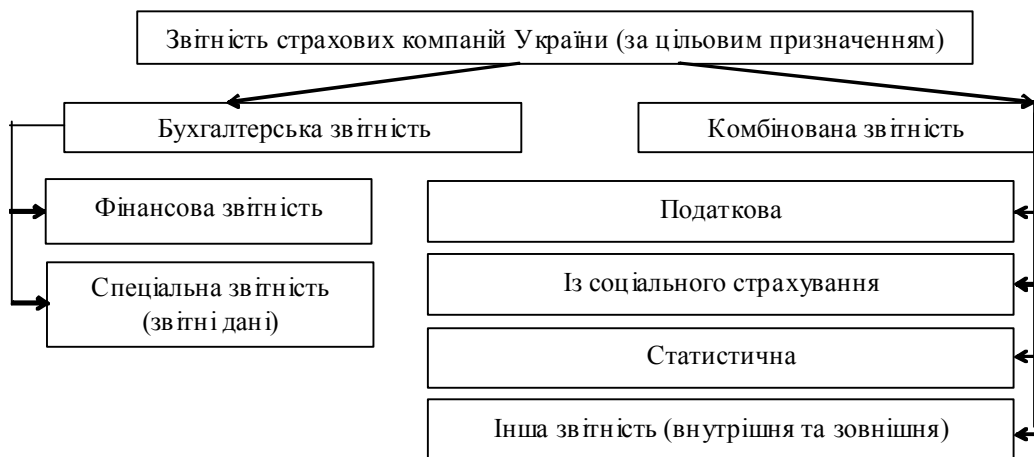 Звітність страхових компаній України (за цільовим призначенням)
Бухгалтерська звітність
Комбінована звітність
Фінансова звітність
Спеціальна звітність
(звітні дані)
Податкова
Із соціального страхування
Статистична
Інша звітність (внутрішня та зовнішня)